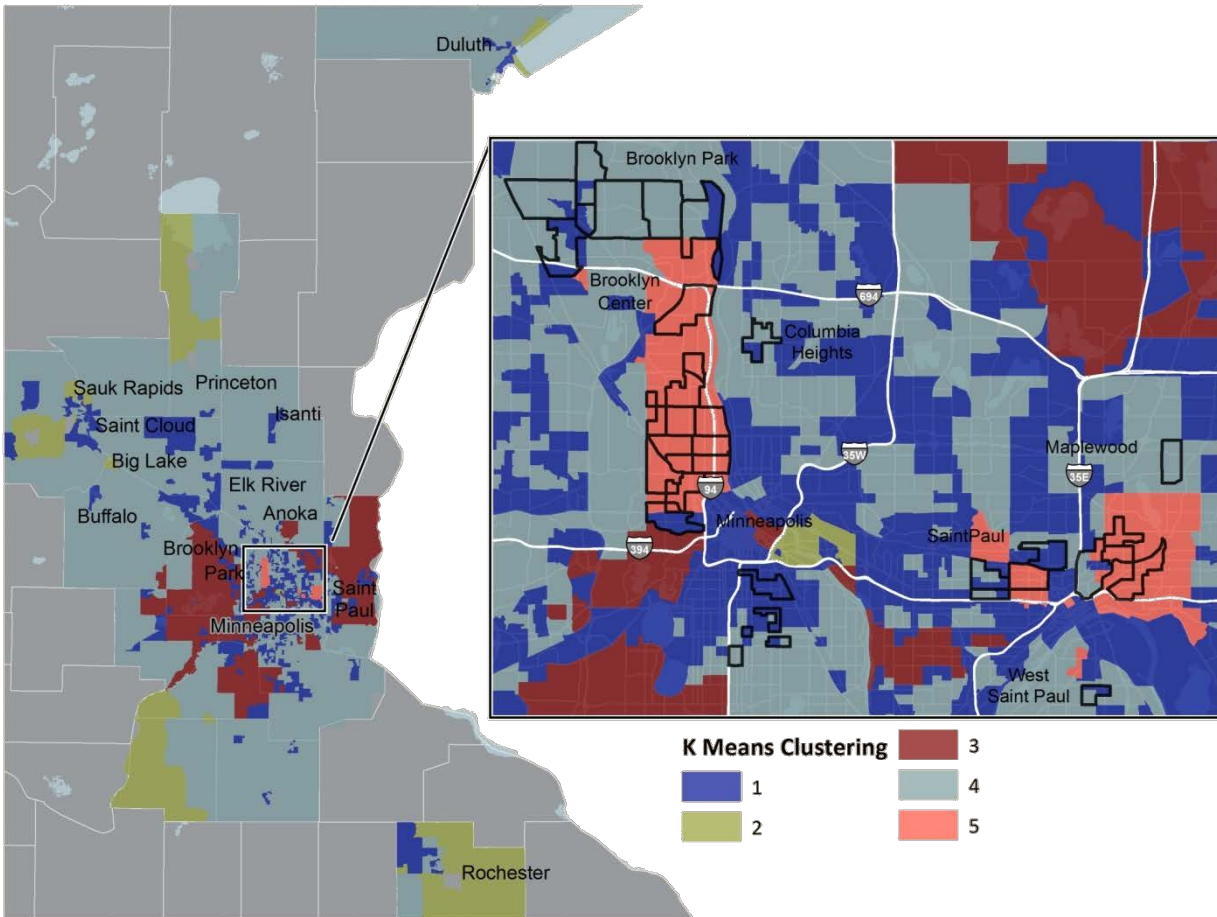 Duluth
Sauk Rapids
Princeton
Isanti
Saint Cloud
Big Lake
Elk River
Buffalo
Anoka
Brooklyn
Park
Saint
Paul
Minneapolis
Rochester
Brooklyn Park
Brooklyn
Center
694
Columbia
Heights
35W
Maplewood
35E
94
Minneapolis
394
Saint Paul
West
Saint Paul
K Means Clustering
1
2
3
4
5